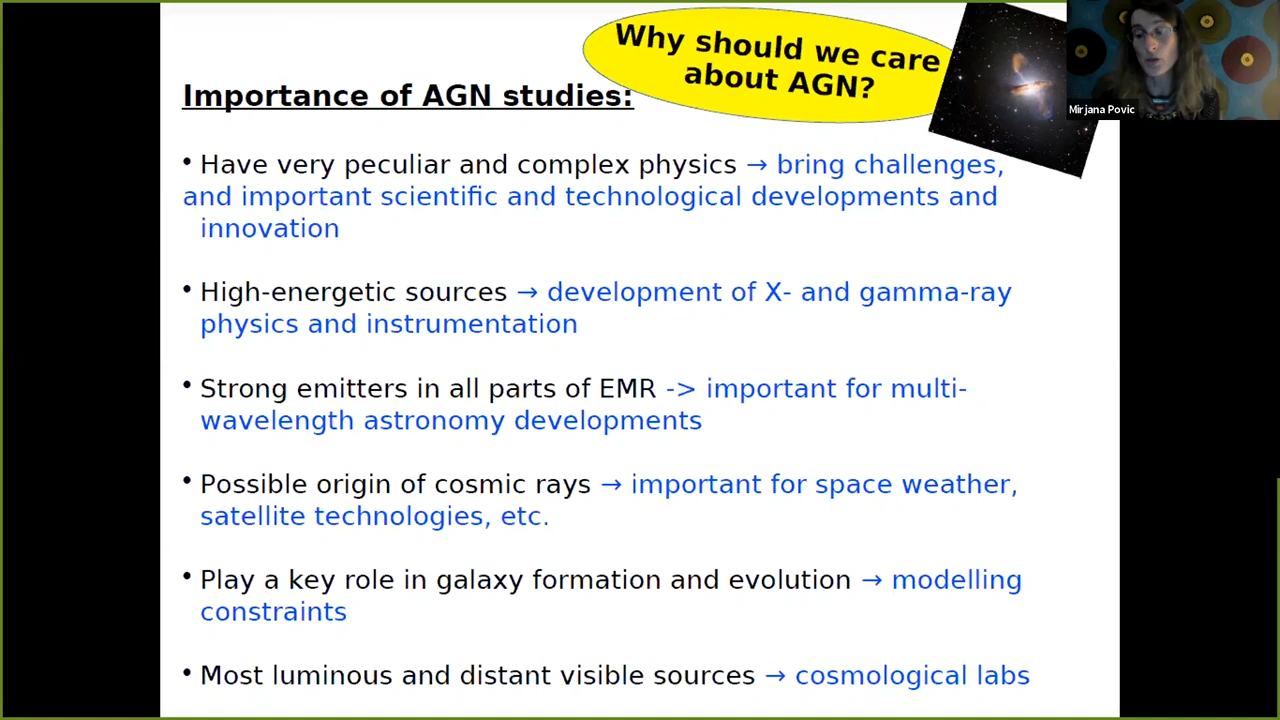 Why should we care
about AGN?
Mirjana Povic
Importance of AGN studies:
• Have very peculiar and complex physics → bring challenges,
and important scientific and technological developments and
innovation
• High-energetic sources → development of X- and gamma-ray
physics and instrumentation
• Strong emitters in all parts of EMR -> important for multi-
wavelength astronomy developments
• Possible origin of cosmic rays → important for space weather,
satellite technologies, etc.
• Play a key role in galaxy formation and evolution → modelling
constraints
• Most luminous and distant visible sources → cosmological labs